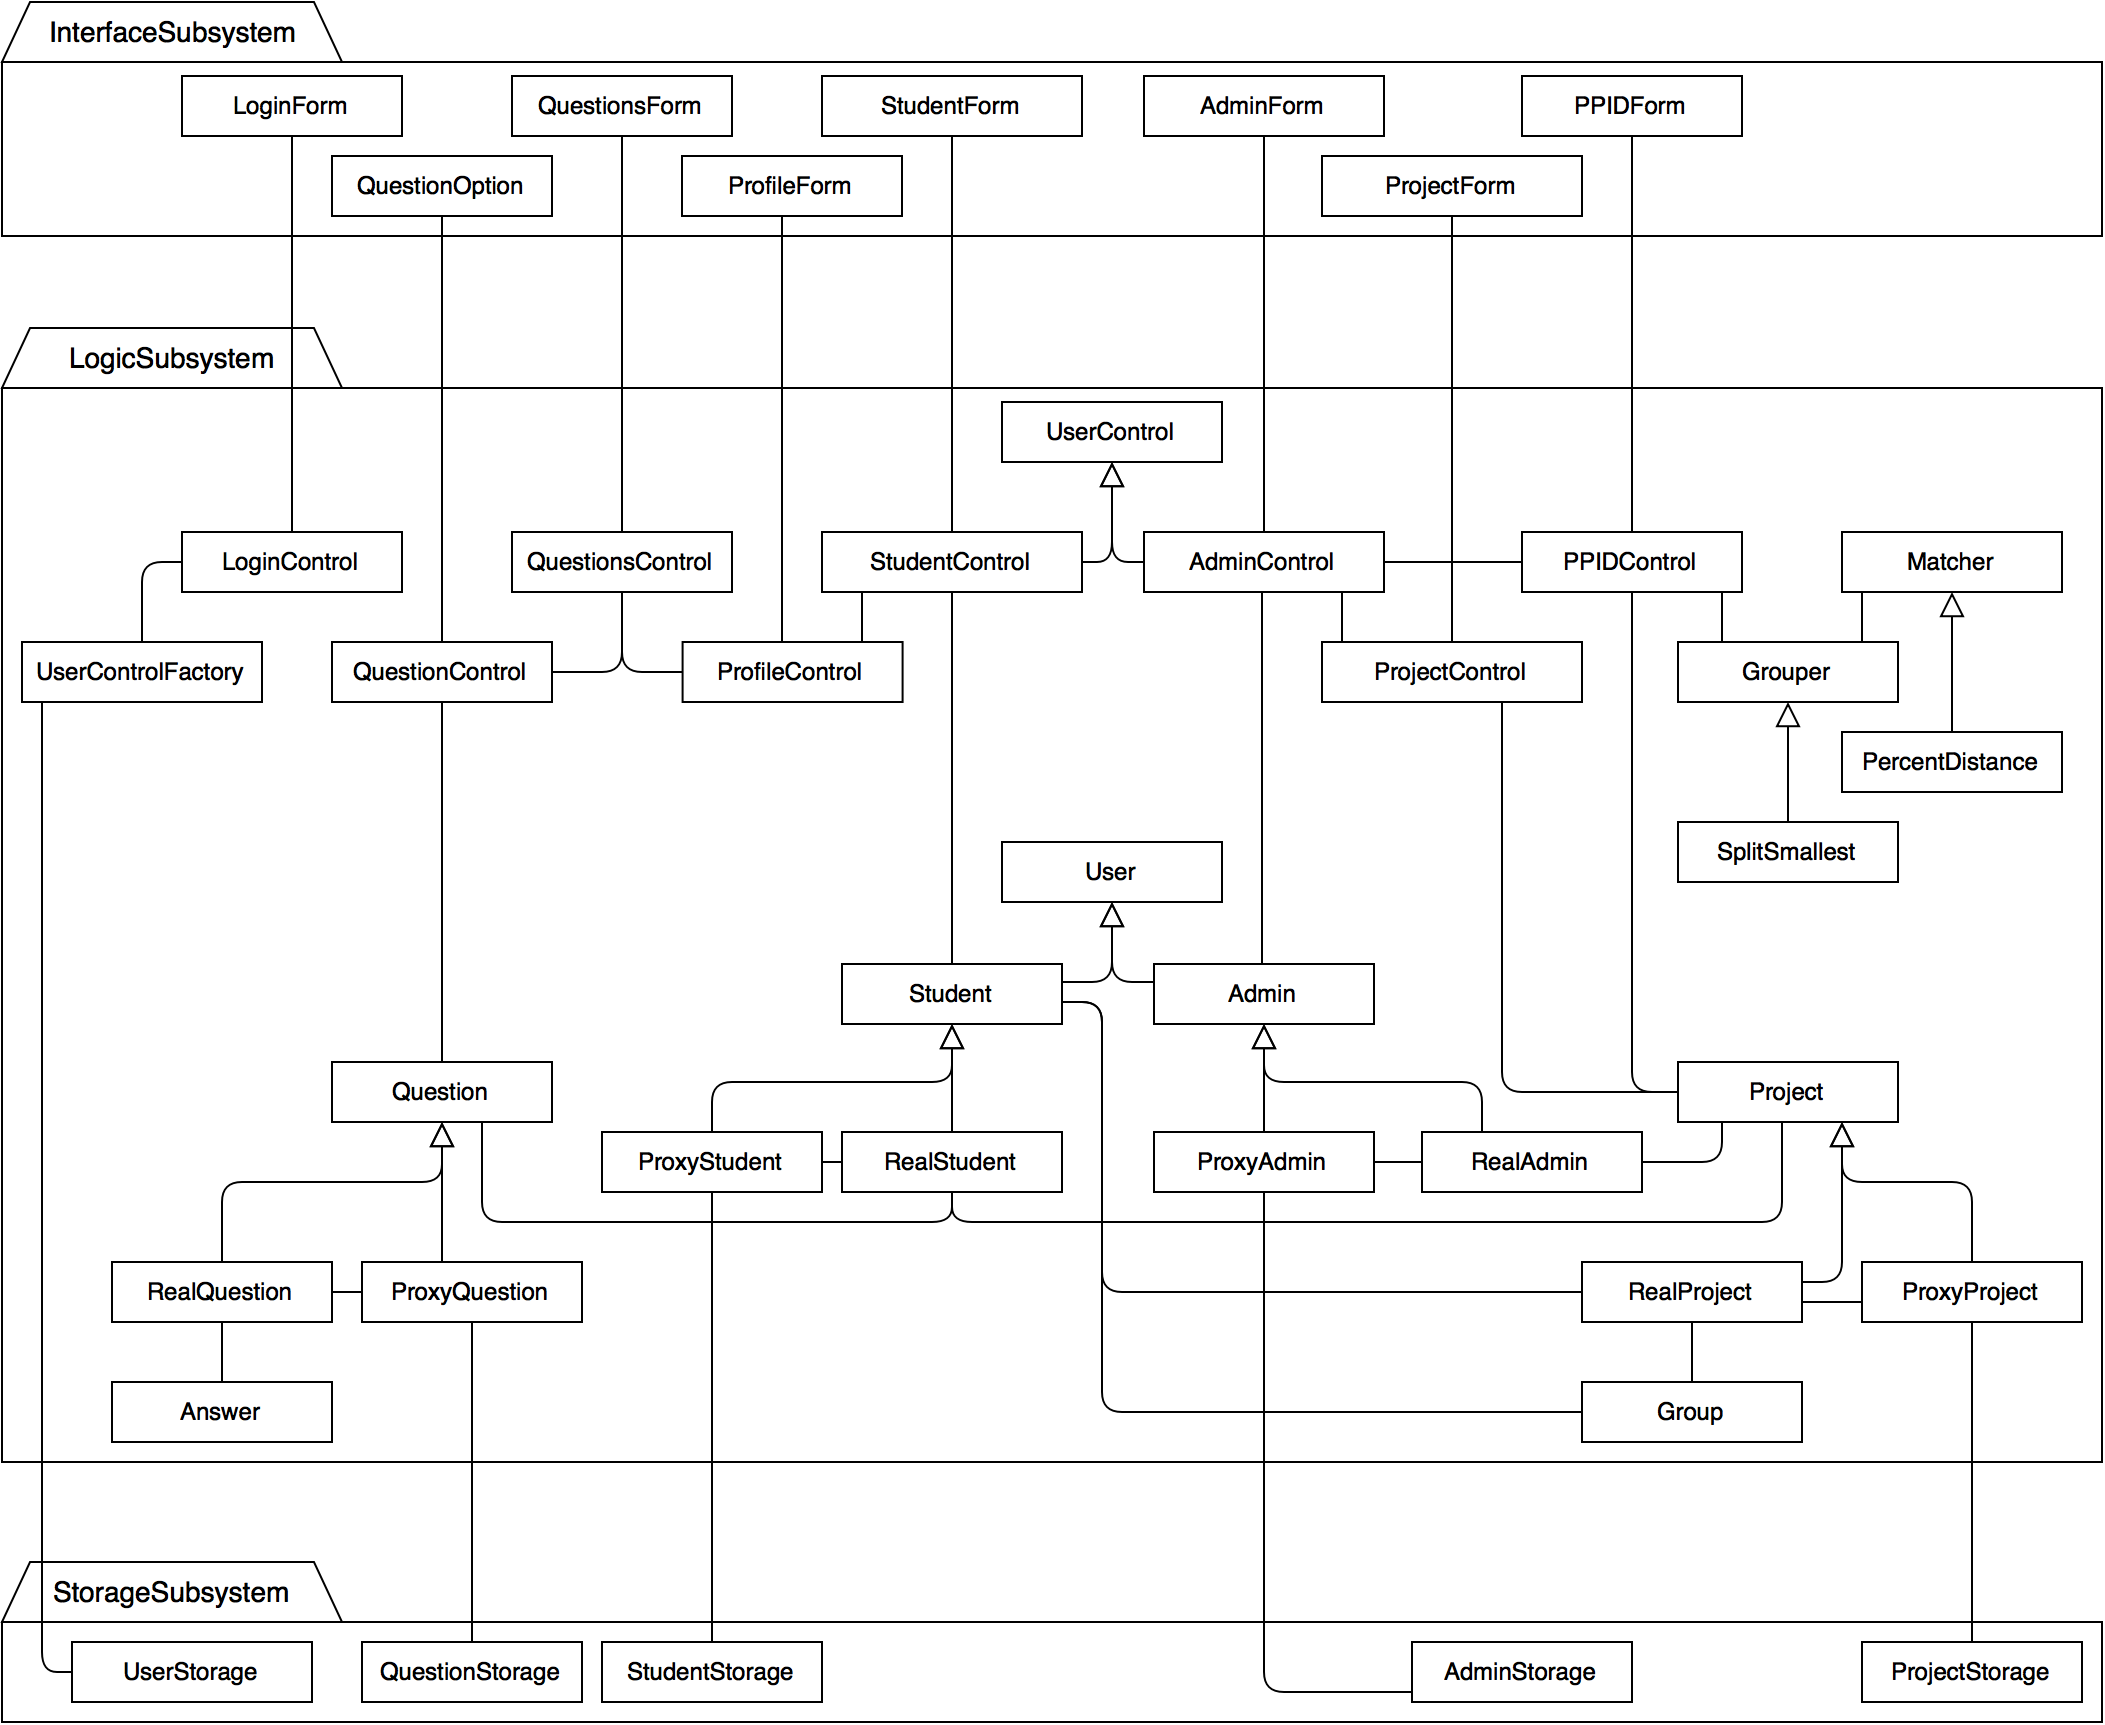 InterfaceSubsystem
LoginForm
QuestionsForm
StudentForm
AdminForm
PPIDForm
QuestionOption
ProfileForm
ProjectForm
LogicSubsystem
UserControl
LoginControl
QuestionsControl
StudentControl
AdminControl
PPIDControl
Matcher
UserControlFactory
QuestionControl
ProfileControl
ProjectControl
Grouper
PercentDistance
SplitSmallest
User
Student
Admin
Question
Project
ProxyStudent
RealStudent
ProxyAdmin
RealAdmin
RealQuestion
ProxyQuestion
RealProject
ProxyProject
Answer
Group
StorageSubsystem
UserStorage
QuestionStorage
StudentStorage
AdminStorage
ProjectStorage